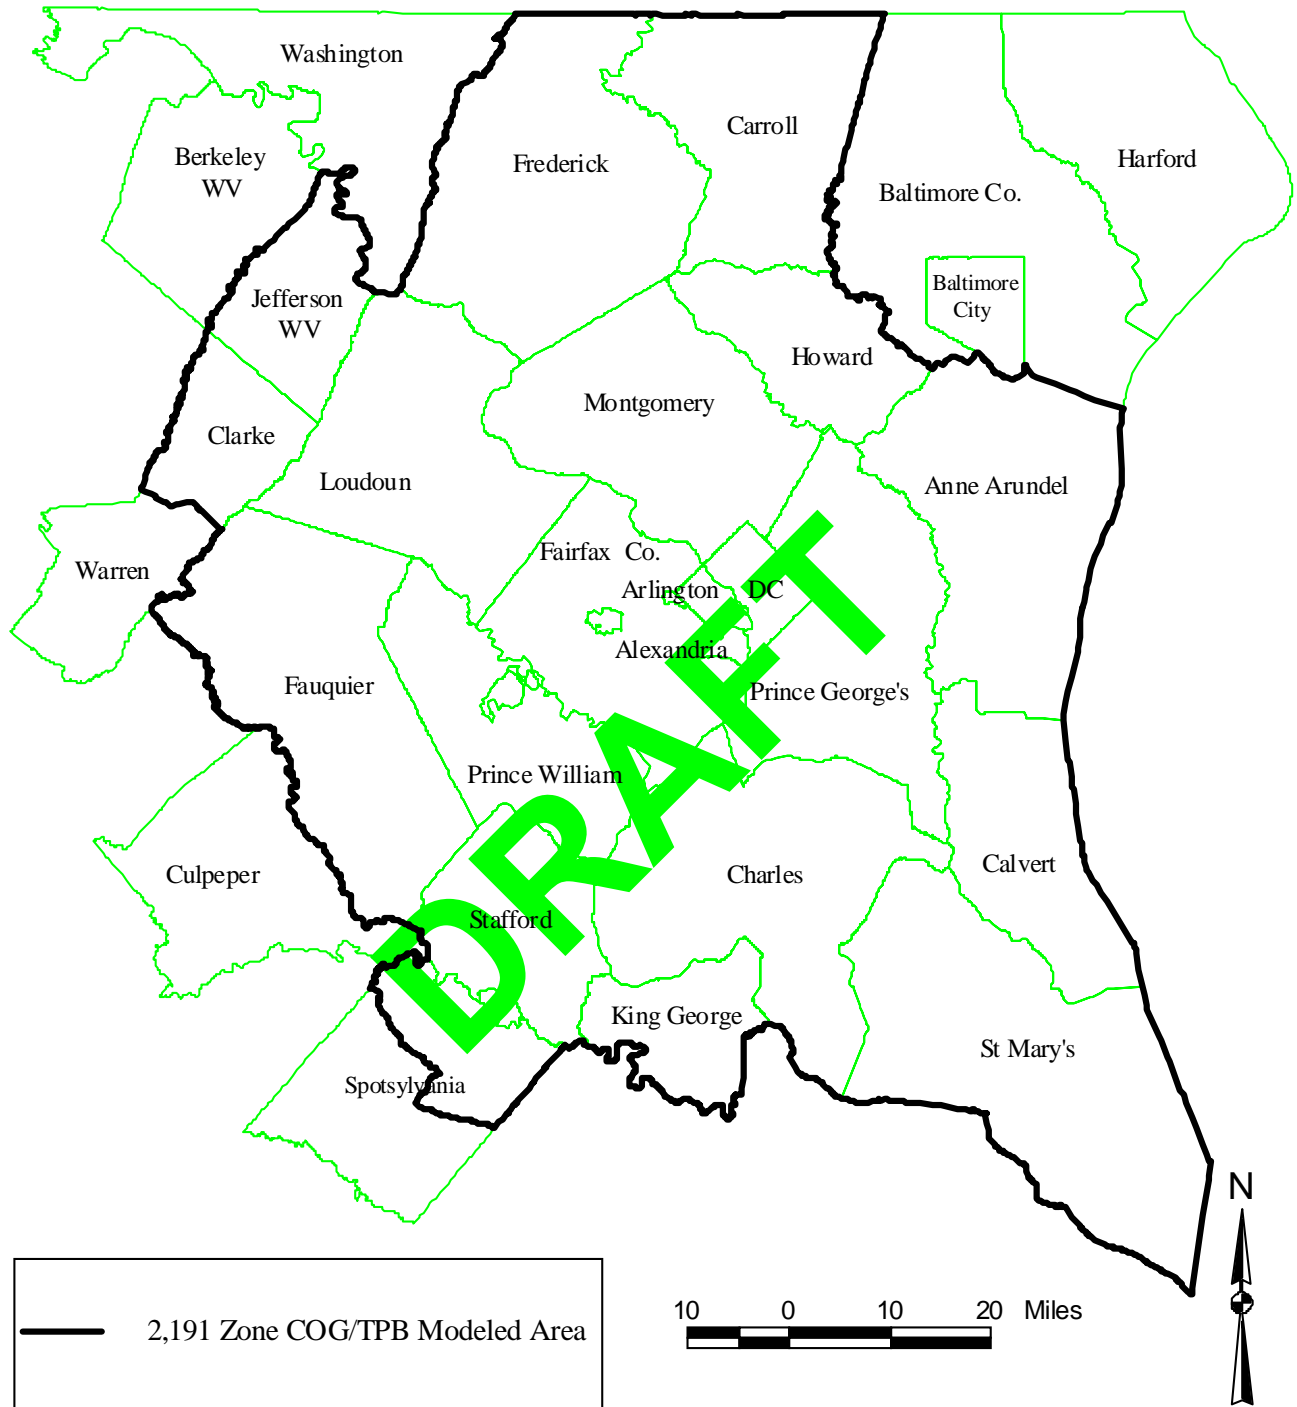 Washington
Carroll
Berkeley
WV
Frederick
Harford
Baltimore Co.
Jefferson
WV
Baltimore
City
Howard
Montgomery
Clarke
Loudoun
Anne Arundel
Fairfax Co.
Warren
Arlington
DC
Alexandria
Fauquier
Prince George's
Prince William
Culpeper
Charles
Calvert
Stafford
DRAFT
King George
St Mary's
Spotsylvania
N
2,191 Zone COG/TPB Modeled Area
10 0 10 20 Miles